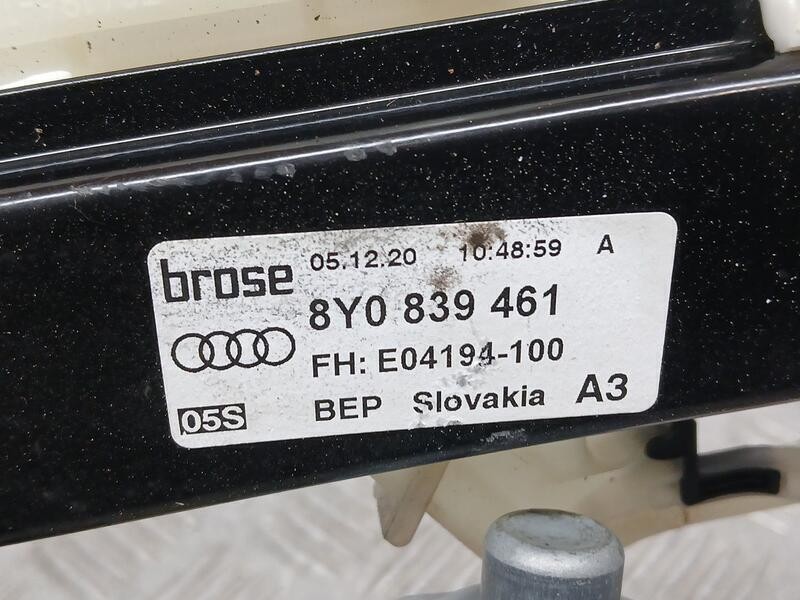 brose 05.12.20 10:48:59 A
8Y0 839 461
FH: E04194-100
05S BEP Slovakia A3